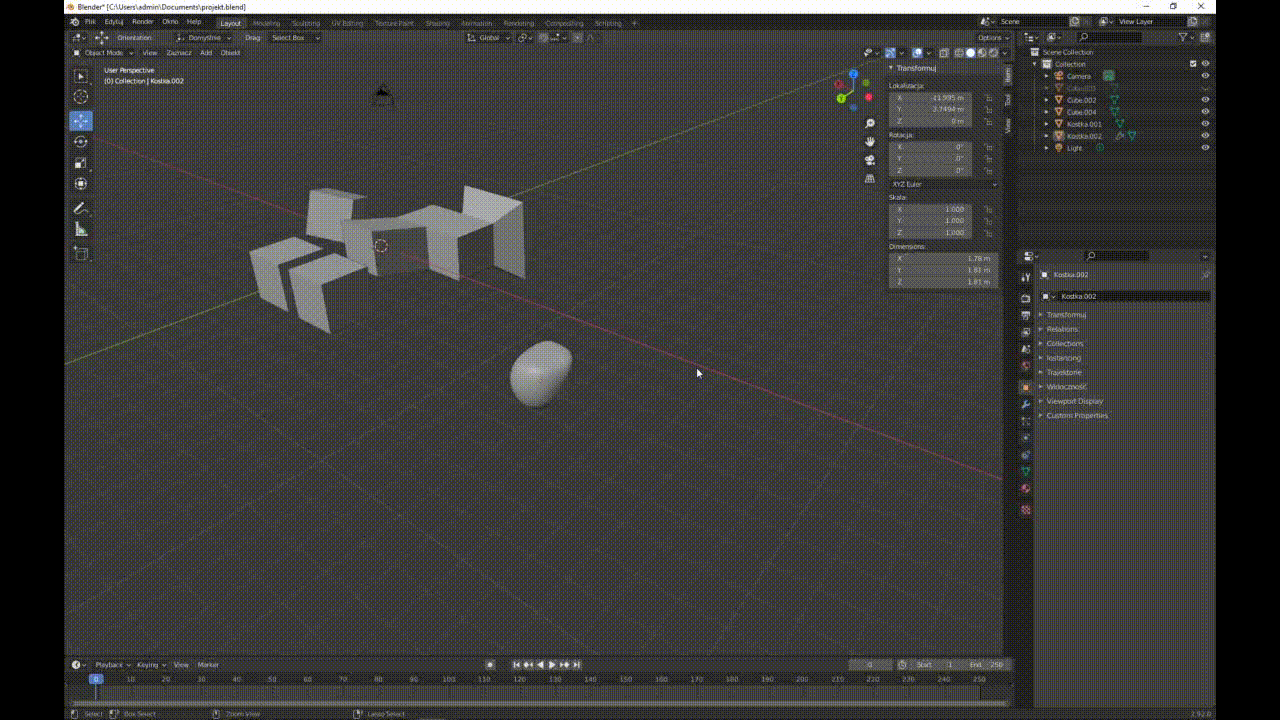 Blender* [C:\Users\admin\Documents\projekt.blend]
Plik Edytuj Render Okno Help Layout Modeling Sculpting UV Editing Texture Paint Shading Animation Rendering Compositing Scripting + Scene View Layer
Orientation: Domyślnie Drag: Select Box Global Options
Object Mode View Zaznacz Add Obiekt
User Perspective
(0) Collection | Kostka.002
Transformuj
Lokalizacja:
X -11.995 m
Y 2.7494 m
Z 0 m
Rotacja:
X 0°
Y 0°
Z 0°
XYZ Euler
Skala:
X 1.000
Y 1.000
Z 1.000
Dimensions:
X 1.78 m
Y 1.81 m
Z 1.81 m
Item
Tool
View
Scene Collection
Collection
Camera
Cube.001
Cube.002
Cube.004
Kostka.001
Kostka.002
Light
Kostka.002
Kostka.002
Transformuj
Relations
Collections
Instancing
Trajektorie
Widoczność
Viewport Display
Custom Properties
Playback Keying View Marker 0 Start 1 End 250
0 10 20 30 40 50 60 70 80 90 100 110 120 130 140 150 160 170 180 190 200 210 220 230 240 250
Select Box Select Zoom View Lasso Select 2.92.0